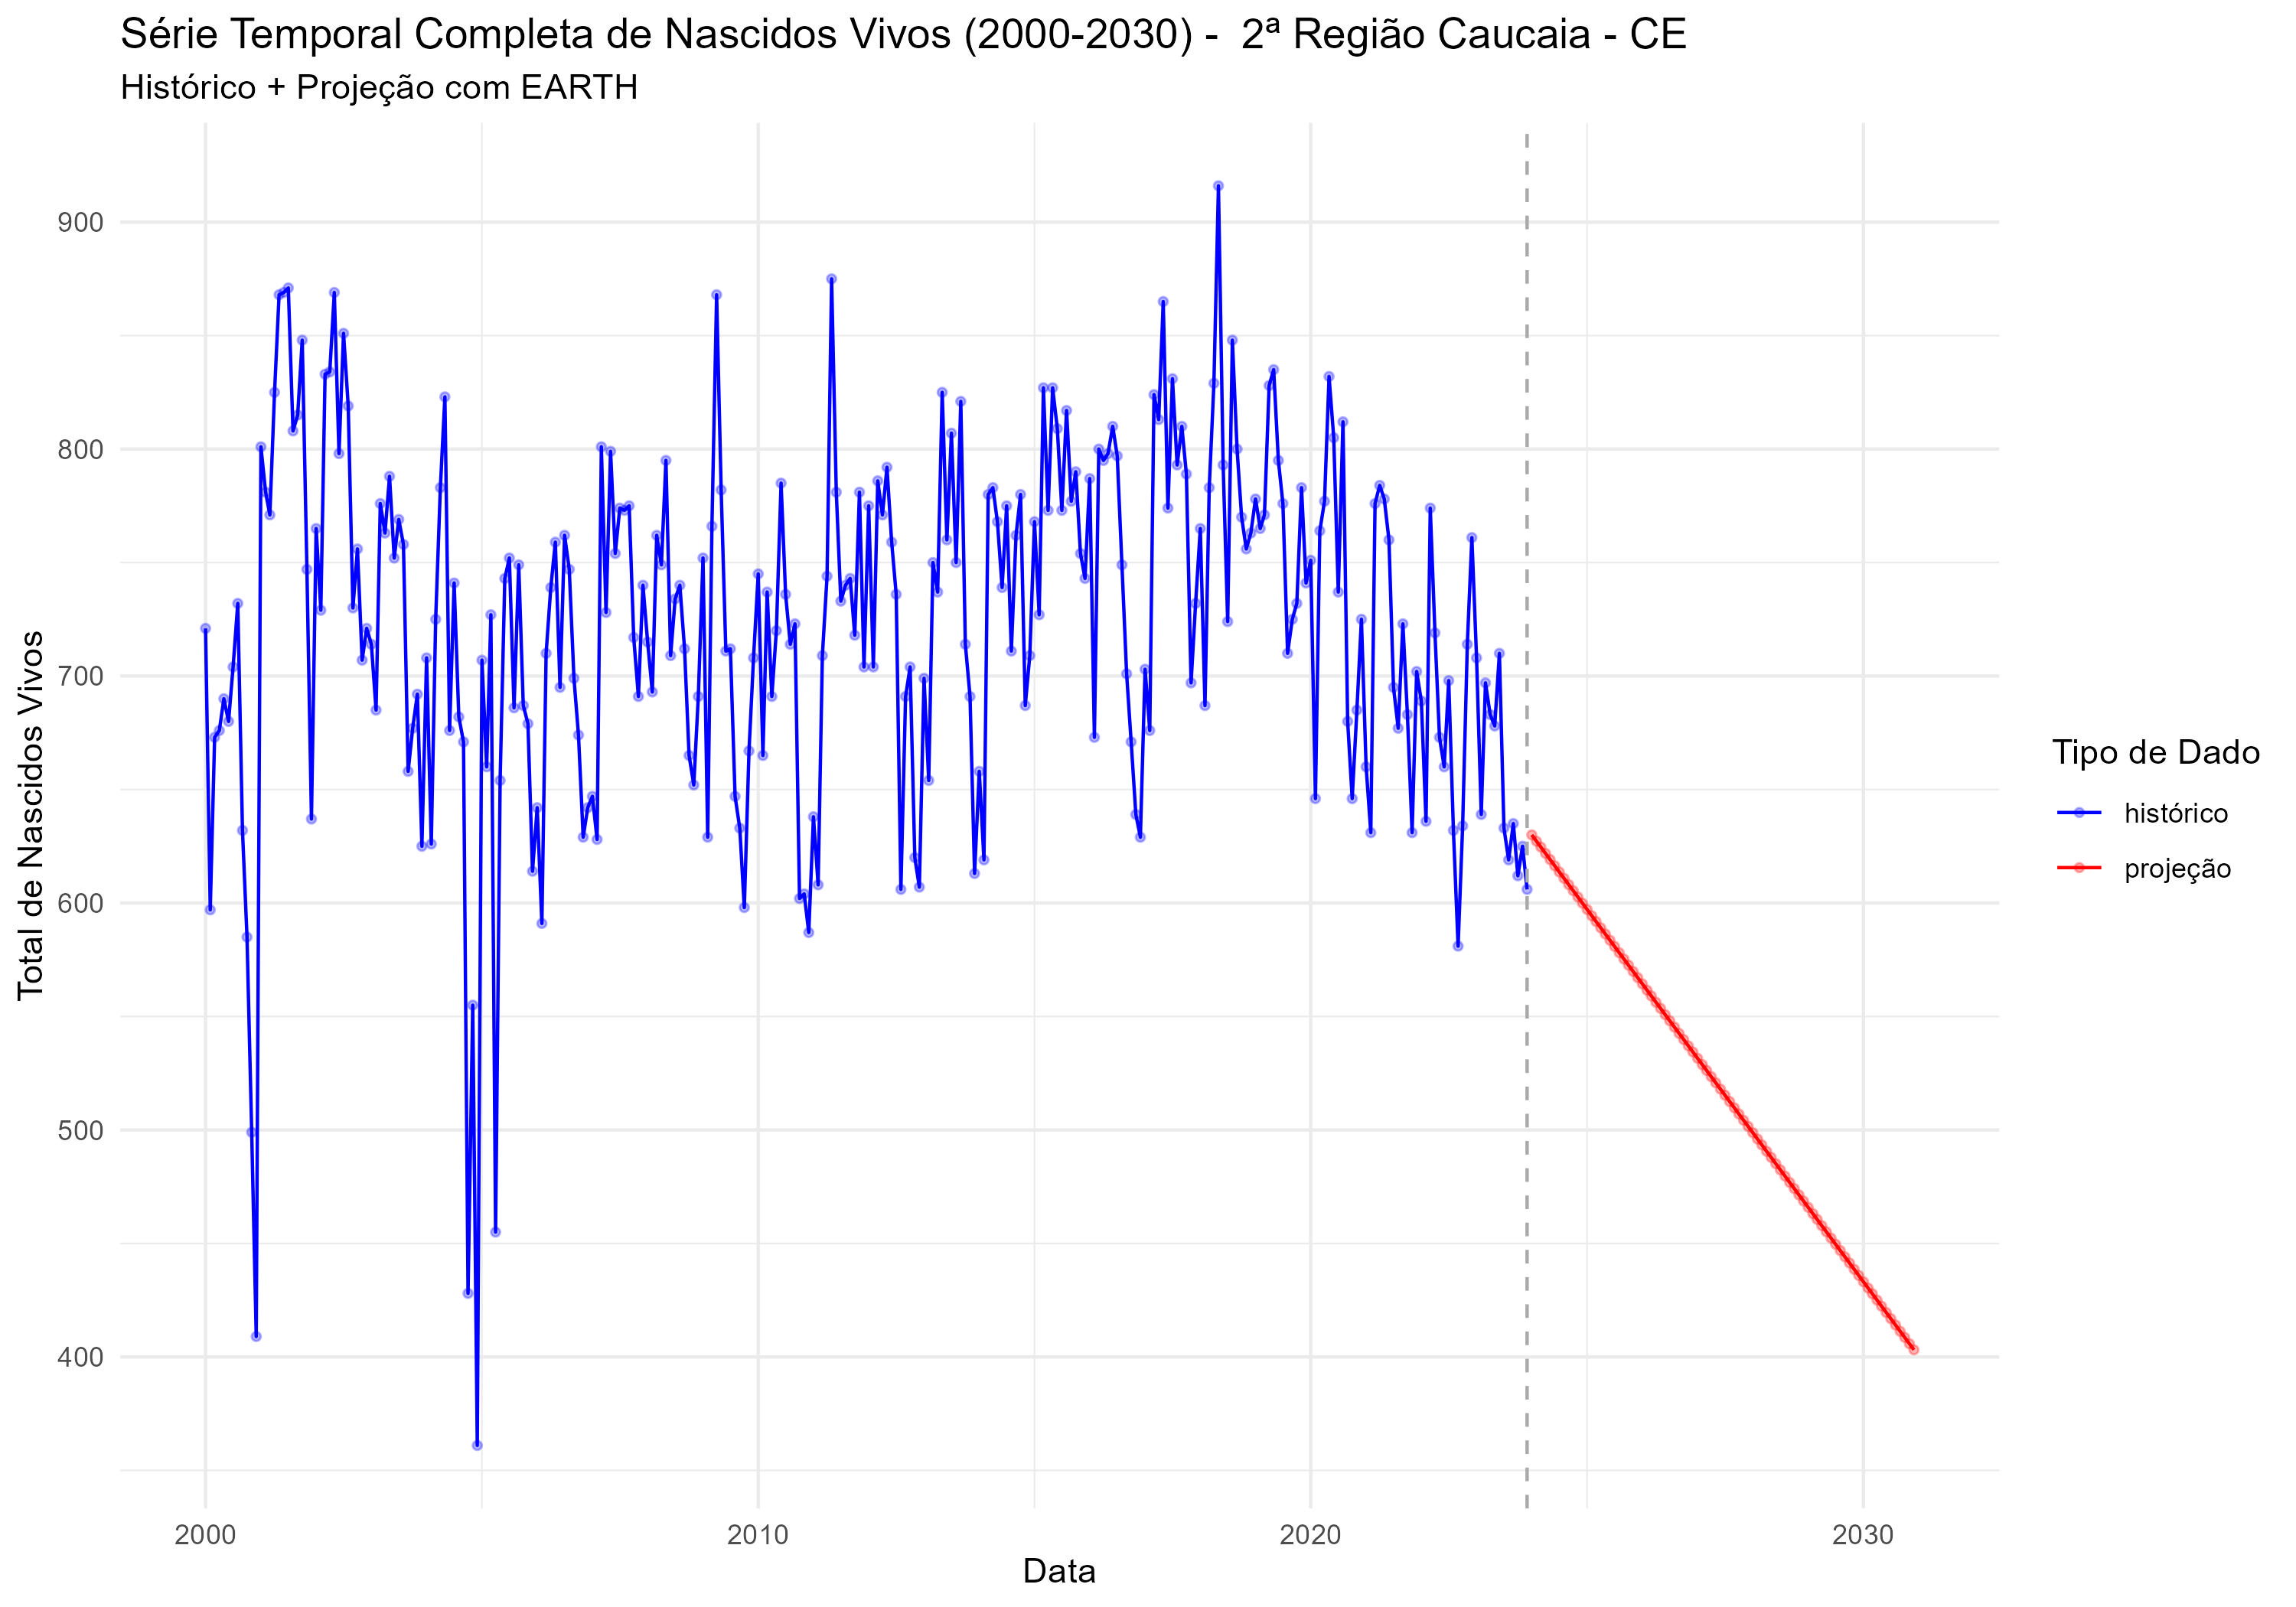 Série Temporal Completa de Nascidos Vivos (2000-2030) -  2ª Região Caucaia - CE
Histórico + Projeção com EARTH
Total de Nascidos Vivos
900
800
700
600
500
400
2000
2010
2020
2030
Data
Tipo de Dado
histórico
projeção